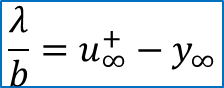 λ/b = u∞⁺ − y∞